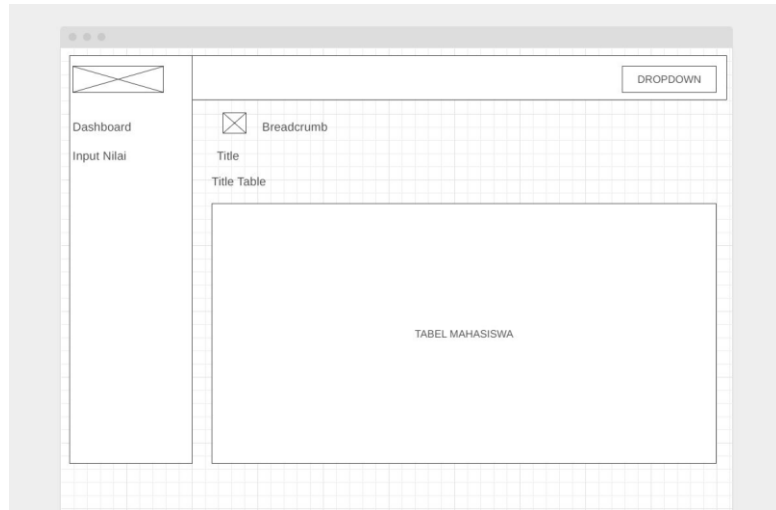 DROPDOWN
Dashboard
Breadcrumb
Input Nilai
Title
Title Table
TABEL MAHASISWA